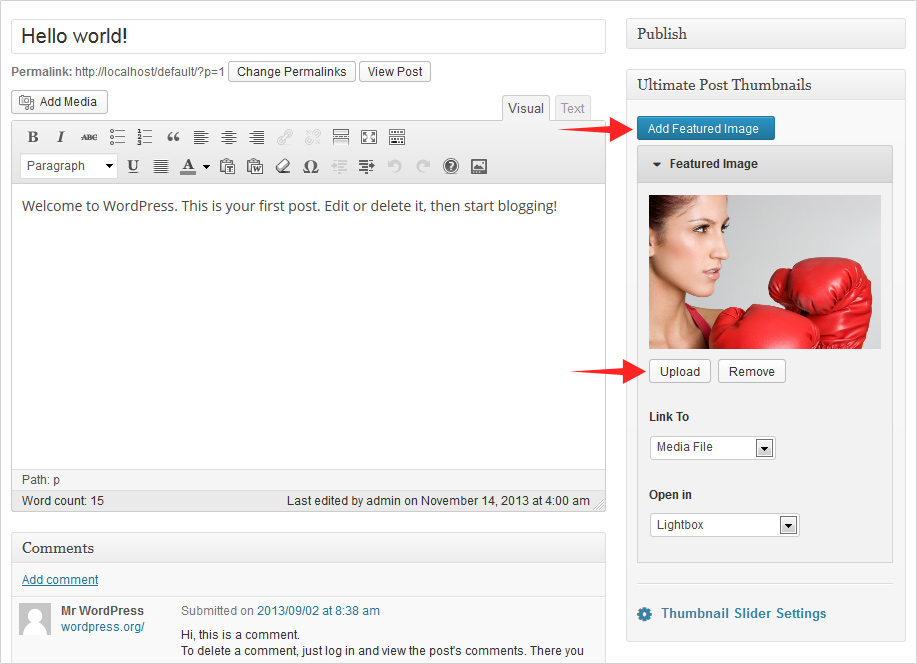 Hello world!
Permalink: http://localhost/default/?p=1 Change Permalinks View Post
Add Media
Visual Text
B I ABC
Paragraph U A T W Ω ?
Welcome to WordPress. This is your first post. Edit or delete it, then start blogging!
Path: p
Word count: 15 Last edited by admin on November 14, 2013 at 4:00 am
Comments
Add comment
Mr WordPress
wordpress.org/
Submitted on 2013/09/02 at 8:38 am
Hi, this is a comment.
To delete a comment, just log in and view the post's comments. There you
Publish
Ultimate Post Thumbnails
Add Featured Image
Featured Image
Upload Remove
Link To
Media File
Open in
Lightbox
Thumbnail Slider Settings